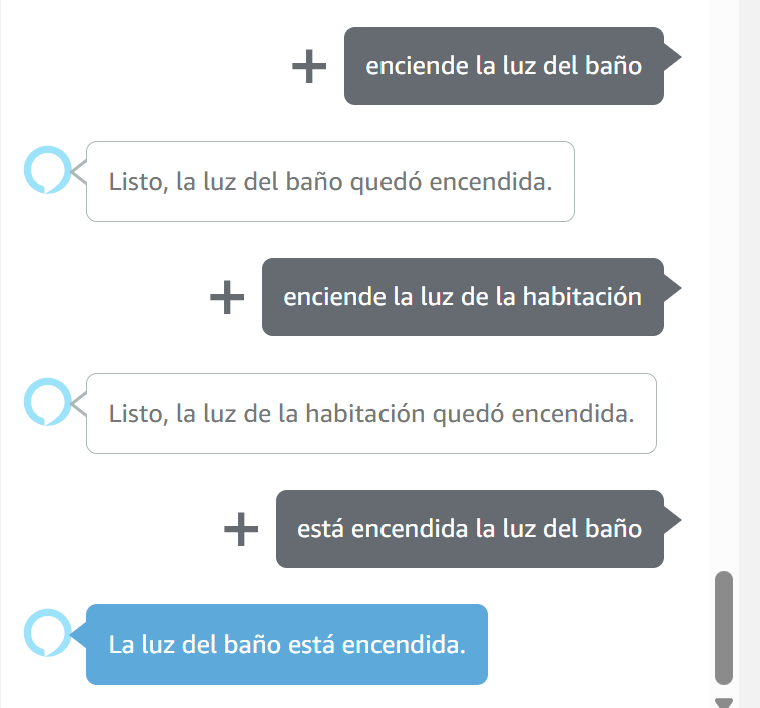 enciende la luz del baño
Listo, la luz del baño quedó encendida.
enciende la luz de la habitación
Listo, la luz de la habitación quedó encendida.
está encendida la luz del baño
La luz del baño está encendida.